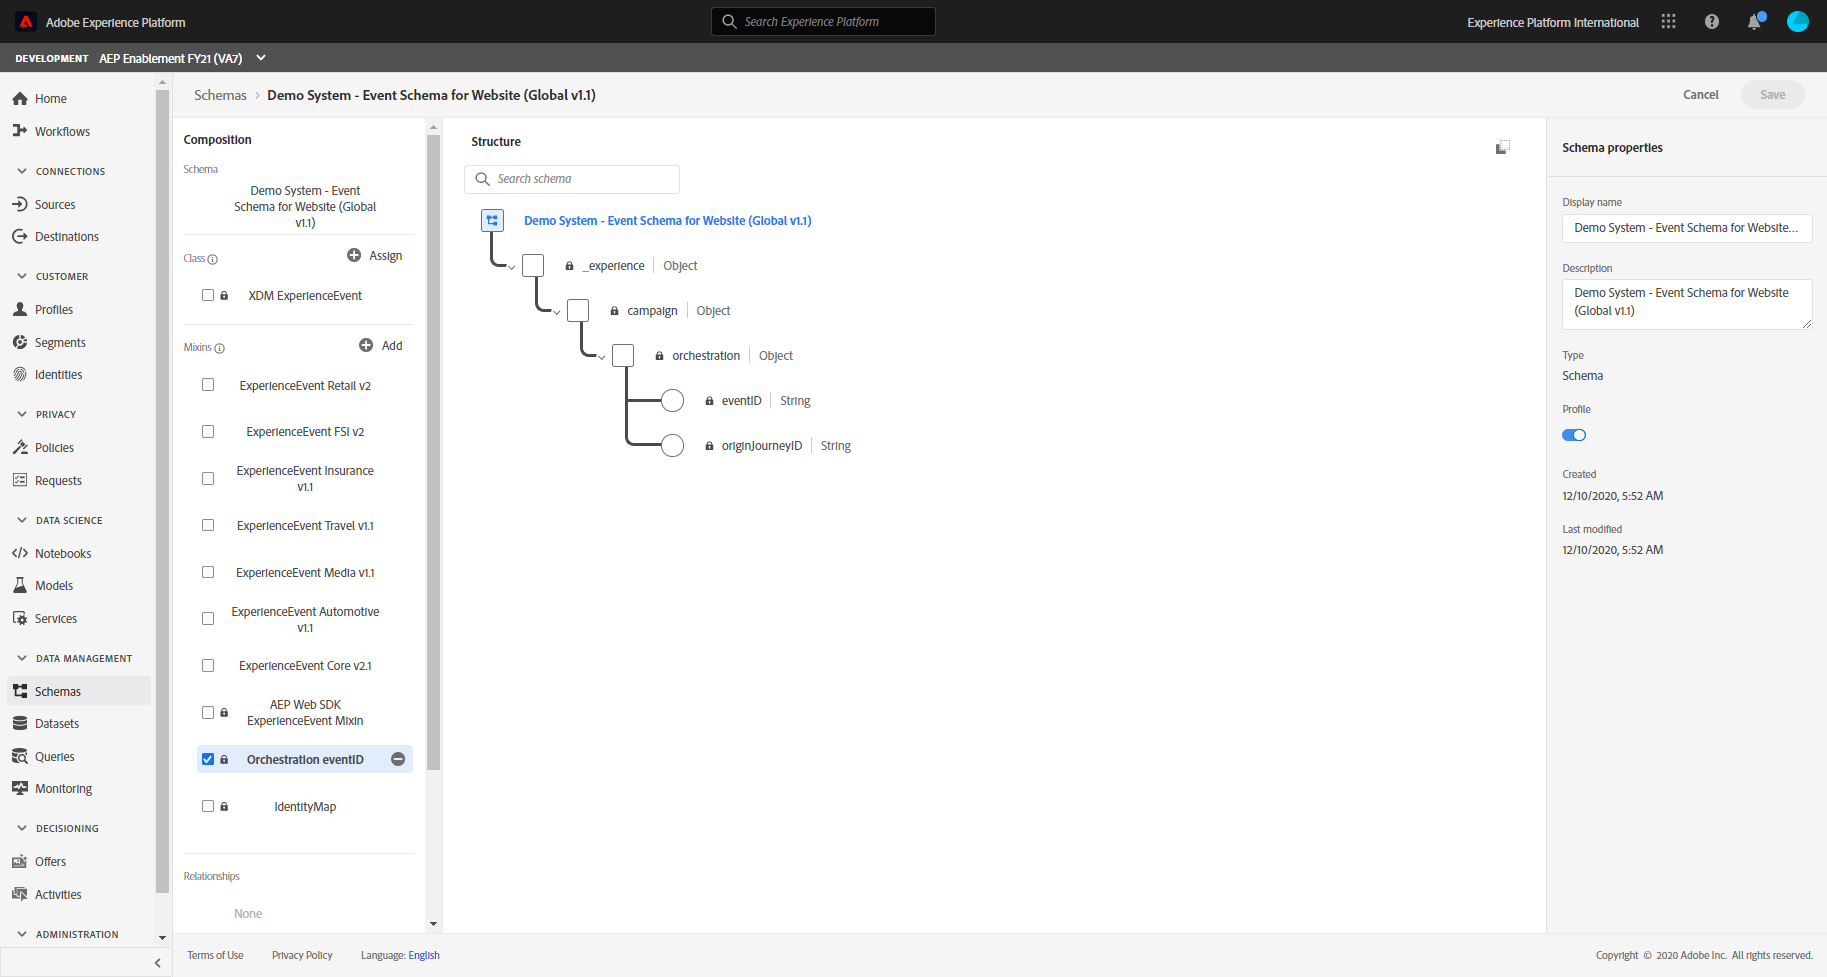 Adobe Experience Platform
Search Experience Platform
Experience Platform International
DEVELOPMENT AEP Enablement FY21 (VA7)
Home
Workflows
CONNECTIONS
Sources
Destinations
CUSTOMER
Profiles
Segments
Identities
PRIVACY
Policies
Requests
DATA SCIENCE
Notebooks
Models
Services
DATA MANAGEMENT
Schemas
Datasets
Queries
Monitoring
DECISIONING
Offers
Activities
ADMINISTRATION
Schemas > Demo System - Event Schema for Website (Global v1.1)
Cancel
Save
Composition
Schema
Demo System - Event
Schema for Website (Global
v1.1)
Class
Assign
XDM ExperienceEvent
Mixins
Add
ExperienceEvent Retail v2
ExperienceEvent FSI v2
ExperienceEvent Insurance
v1.1
ExperienceEvent Travel v1.1
ExperienceEvent Media v1.1
ExperienceEvent Automotive
v1.1
ExperienceEvent Core v2.1
AEP Web SDK
ExperienceEvent Mixin
Orchestration eventID
IdentityMap
Relationships
None
Structure
Search schema
Demo System - Event Schema for Website (Global v1.1)
_experience Object
campaign Object
orchestration Object
eventID String
originJourneyID String
Schema properties
Display name
Demo System - Event Schema for Website...
Description
Demo System - Event Schema for Website
(Global v1.1)
Type
Schema
Profile
Created
12/10/2020, 5:52 AM
Last modified
12/10/2020, 5:52 AM
Terms of Use
Privacy Policy
Language: English
Copyright © 2020 Adobe Inc. All rights reserved.